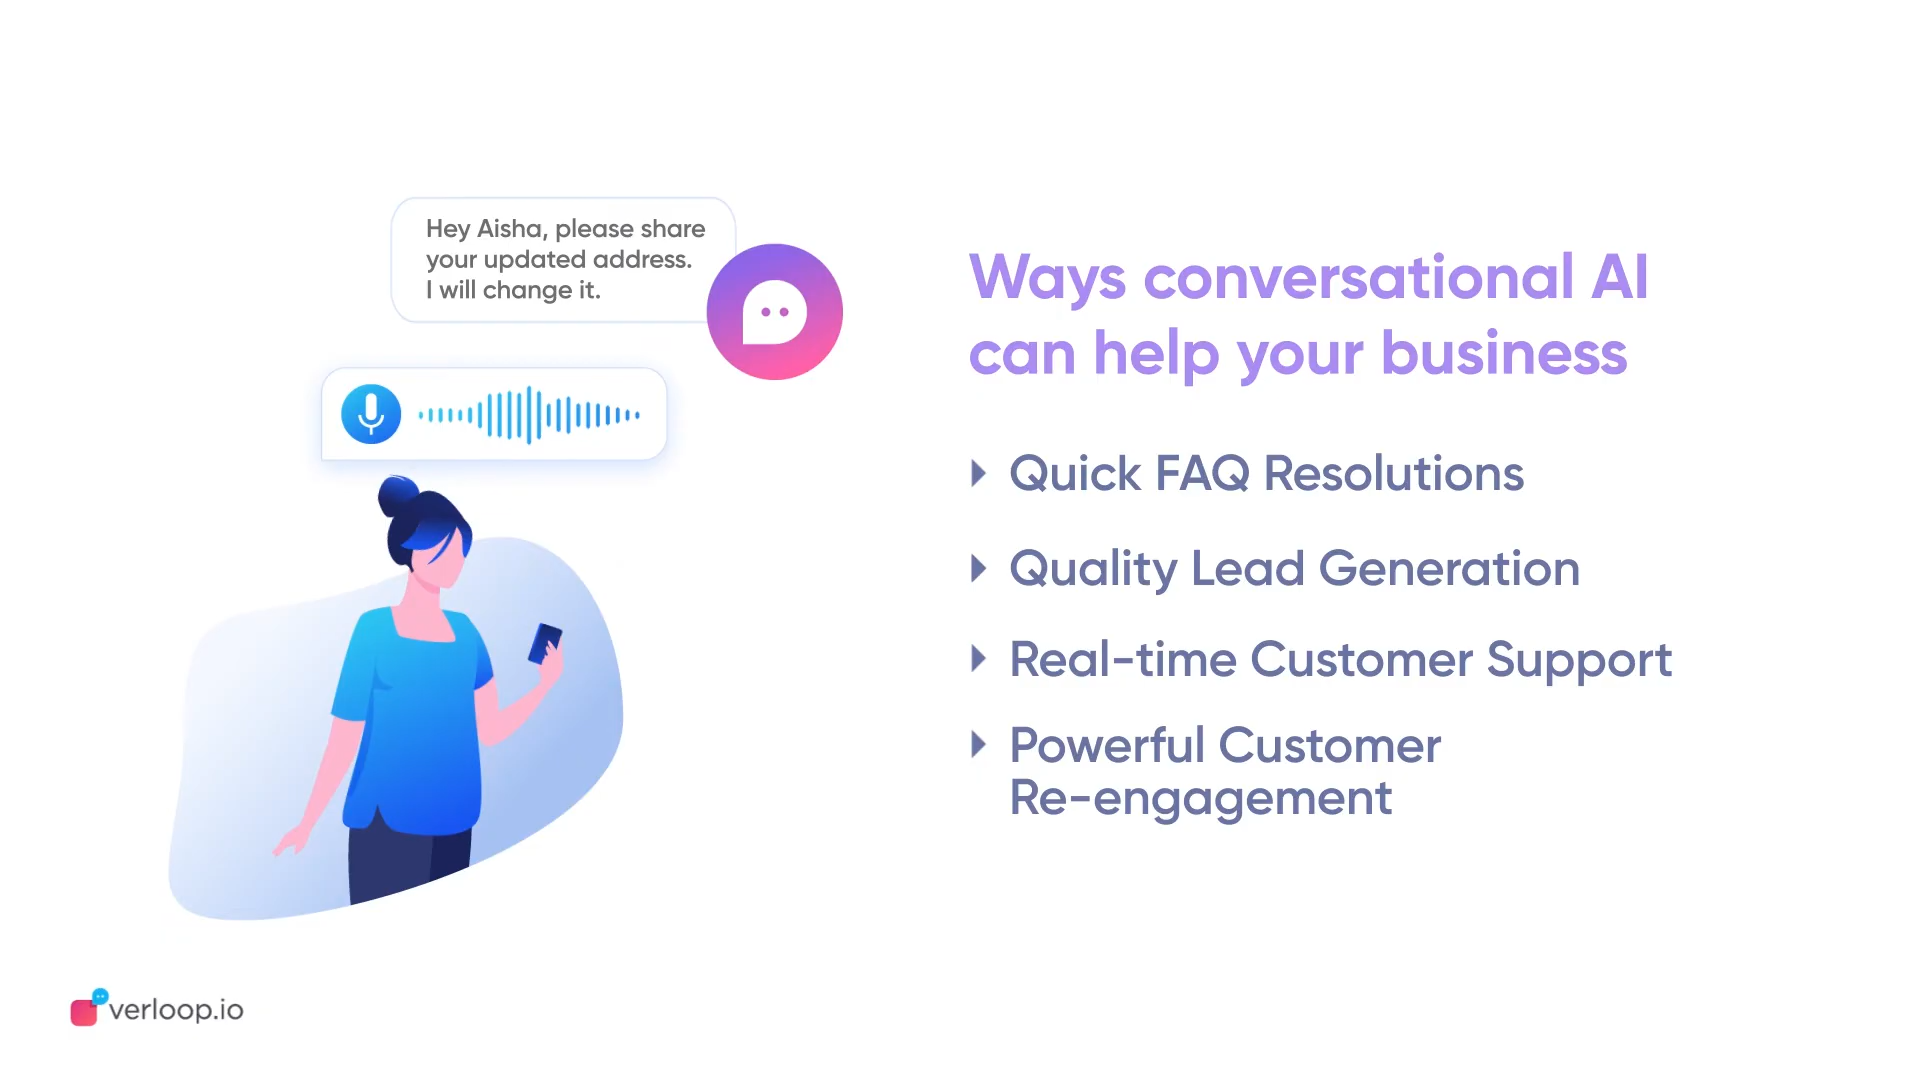 Hey Aisha, please share
your updated address.
I will change it.
Ways conversational AI
can help your business
Quick FAQ Resolutions
Quality Lead Generation
Real-time Customer Support
Powerful Customer
Re-engagement
verloop.io